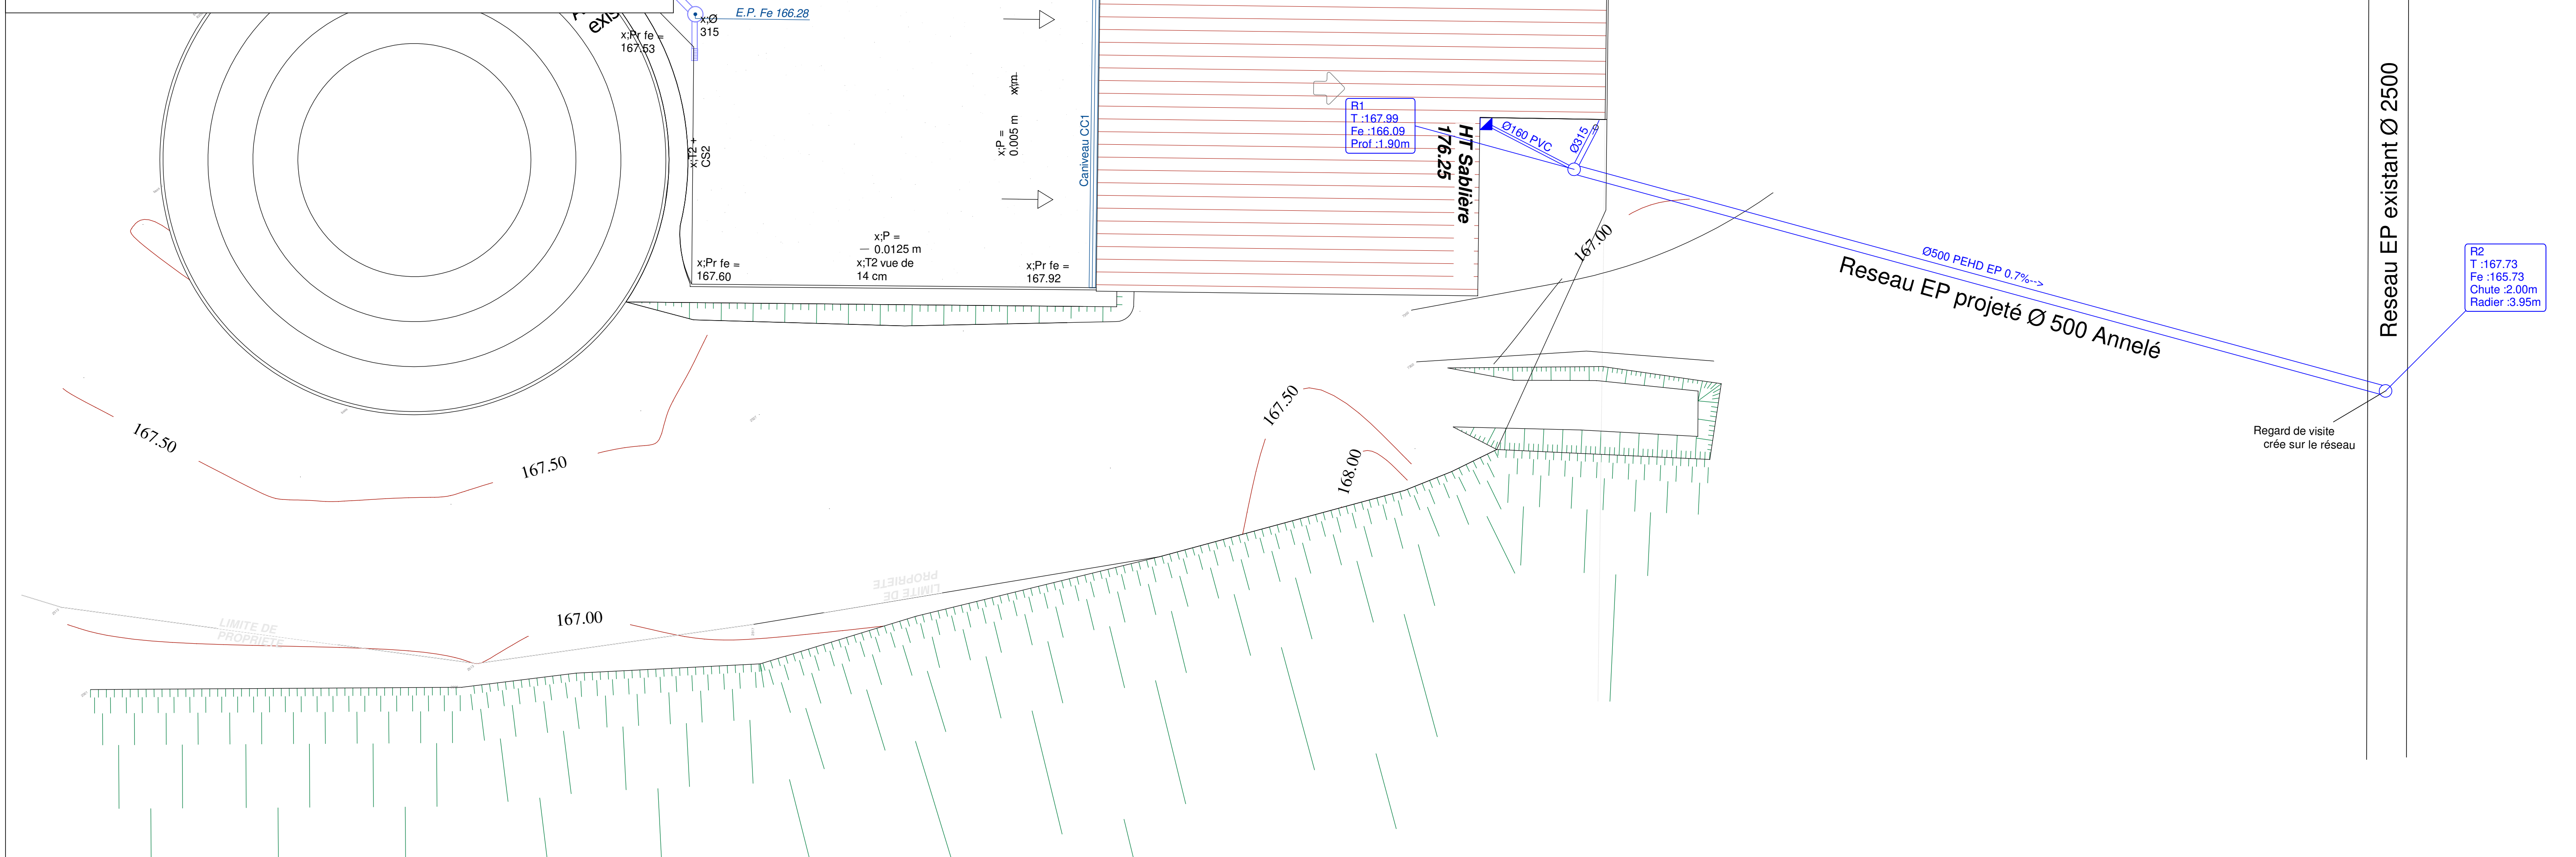 exis
x;Pr fe =
167.53
x;Ø
315
E.P. Fe 166.28
x;T2 +
CS2
x;P =
0.005 m
x;m
Caniveau CC1
x;P =
0.0125 m
x;T2 vue de
14 cm
x;Pr fe =
167.60
x;Pr fe =
167.92
R1
T :167.99
Fe :166.09
Prof :1.90m
HT Sablière
176.25
Ø160 PVC
Ø315
167.00
Ø500 PEHD EP 0.7%-->
Reseau EP projeté Ø 500 Annelé
Reseau EP existant Ø 2500
R2
T :167.73
Fe :165.73
Chute :2.00m
Radier :3.95m
Regard de visite
crée sur le réseau
167.50
167.50
167.50
168.00
167.00
LIMITE DE
PROPRIETE
LIMITE DE
PROPRIETE